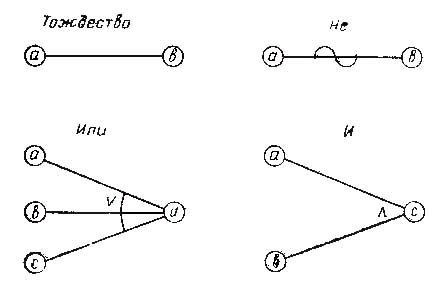 Тождество
а в
Не
а в
Или
а
в V d
с
И
а
Λ с
в